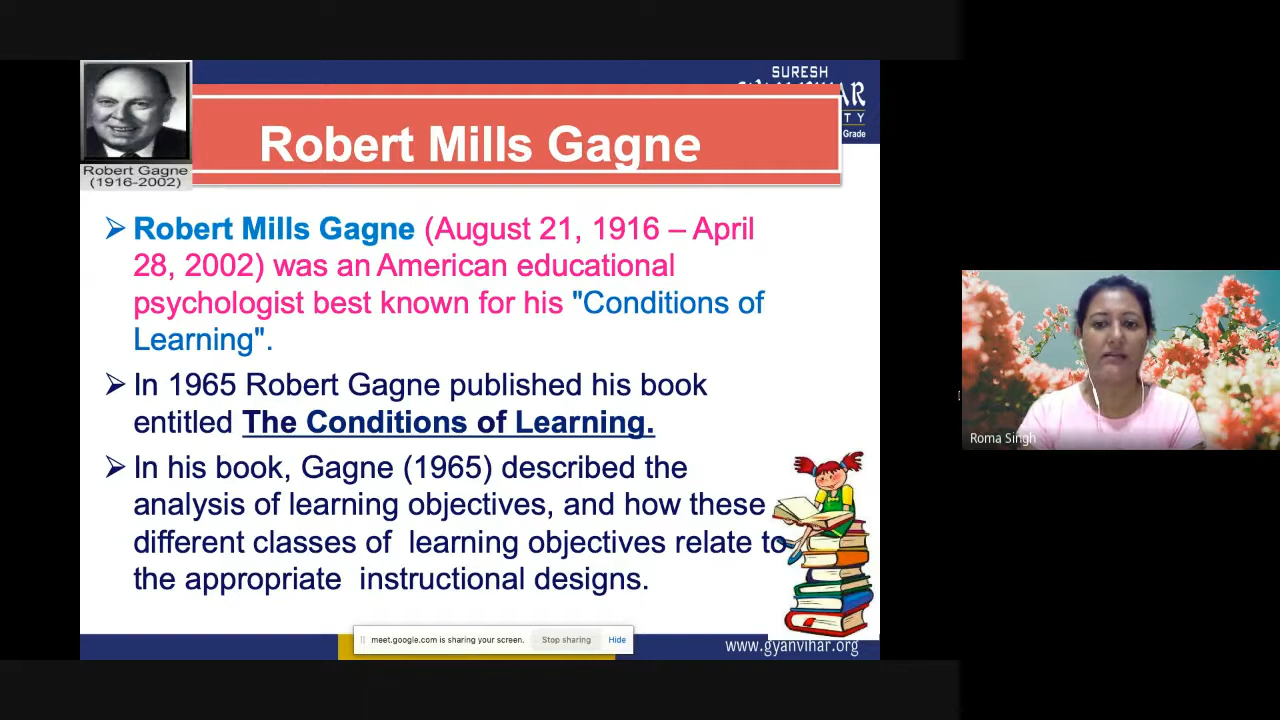 SURESH
Grade
Robert Mills Gagne
Robert Gagne
(1916-2002)
➢ Robert Mills Gagne (August 21, 1916 – April
28, 2002) was an American educational
psychologist best known for his "Conditions of
Learning".
➢ In 1965 Robert Gagne published his book
entitled The Conditions of Learning.
➢ In his book, Gagne (1965) described the
analysis of learning objectives, and how these
different classes of learning objectives relate to
the appropriate instructional designs.
Roma Singh
meet.google.com is sharing your screen. Stop sharing Hide
www.gyanvihar.org